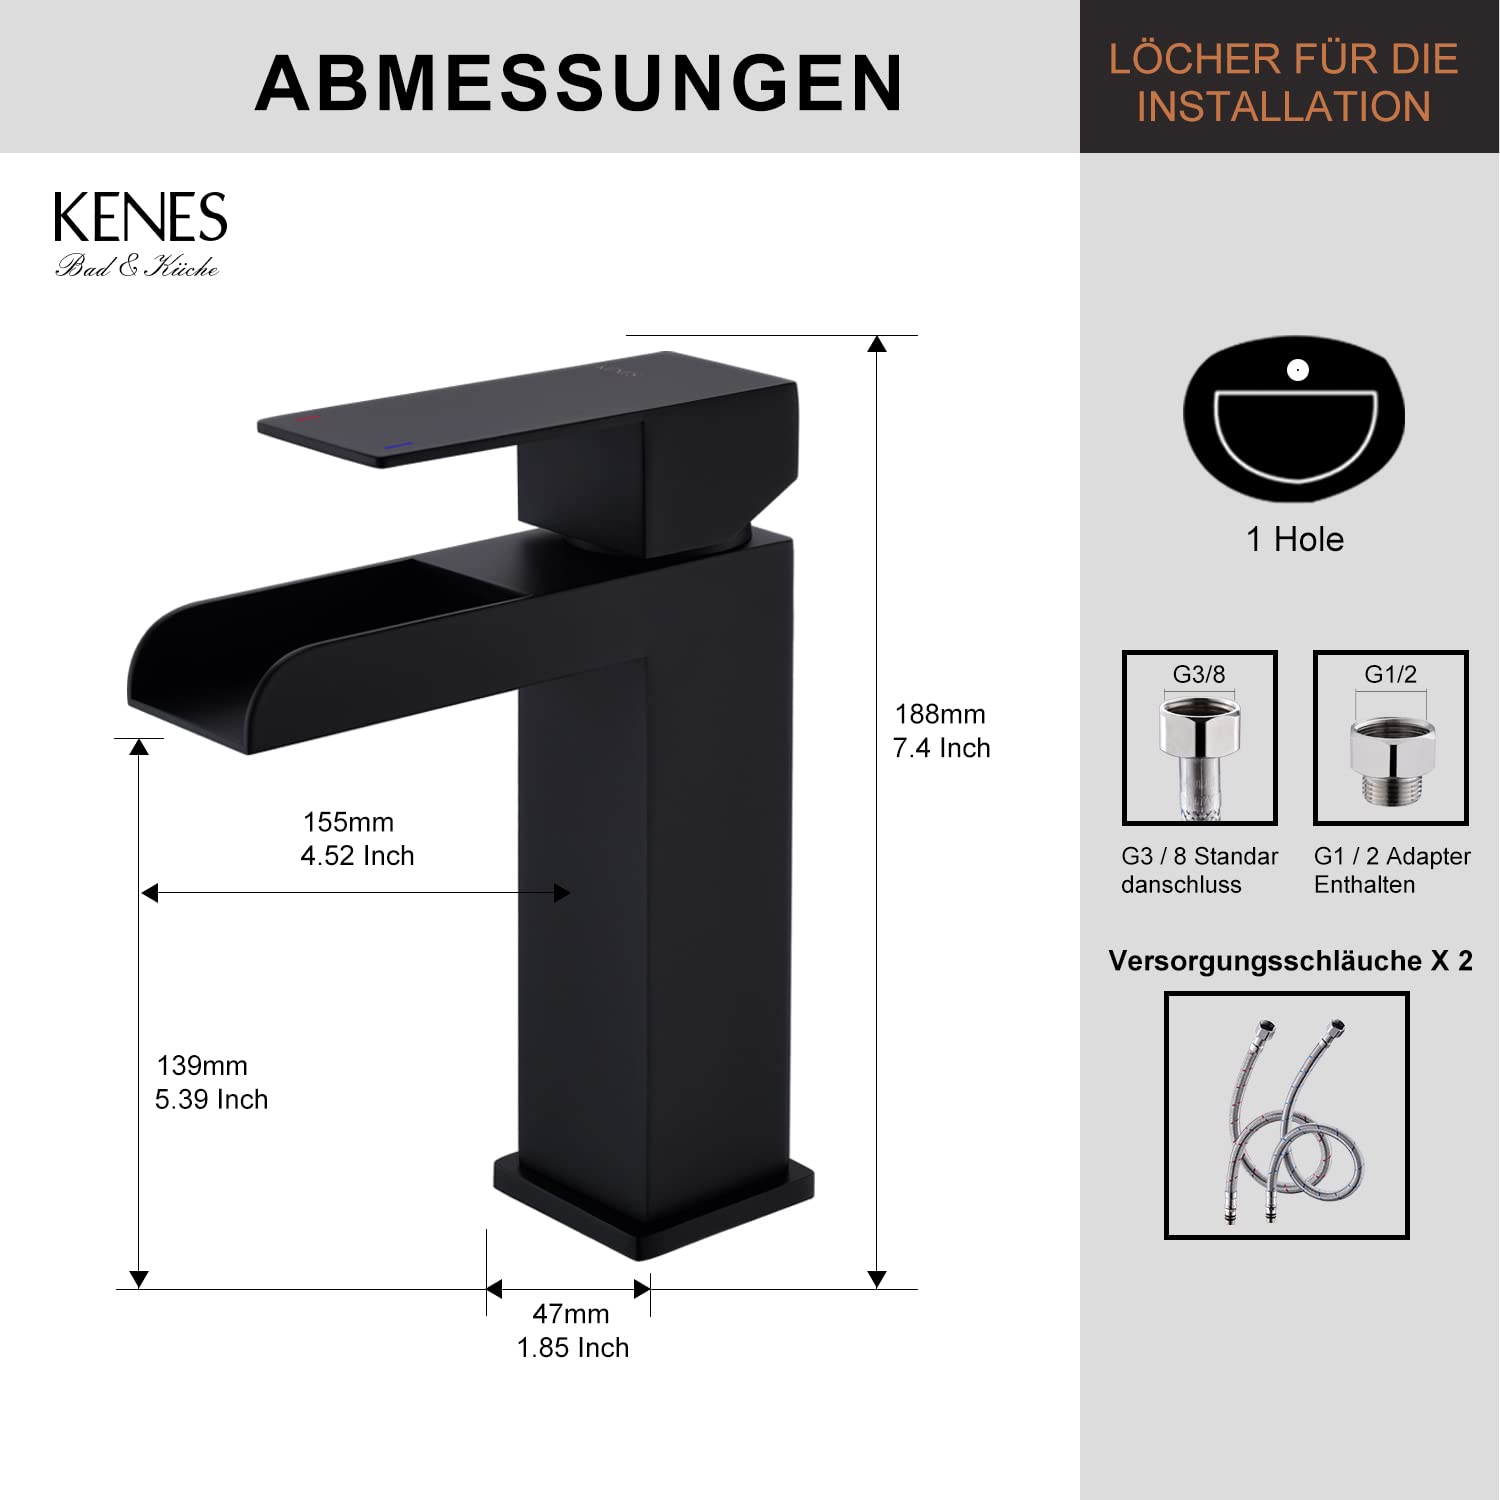 ABMESSUNGEN
LÖCHER FÜR DIE
INSTALLATION
KENES
Bad & Küche
KENES
188mm
7.4 Inch
155mm
4.52 Inch
139mm
5.39 Inch
47mm
1.85 Inch
1 Hole
G3/8
G1/2
G3 / 8 Standar
danschluss
G1 / 2 Adapter
Enthalten
Versorgungsschläuche X 2